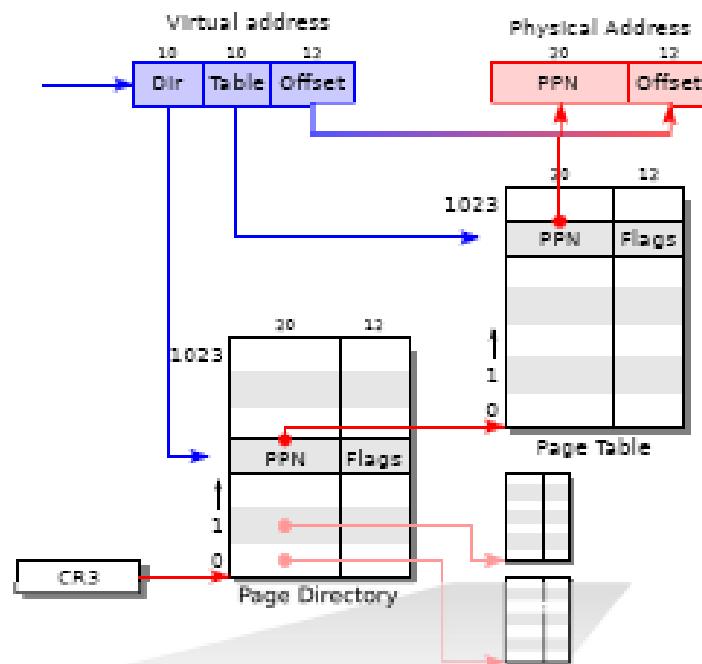 Virtual address
10 10 12
Dir Table Offset
Physical Address
20 12
PPN Offset
20 12
1023
PPN Flags
1
0
Page Table
20 12
1023
PPN Flags
1
0
Page Directory
CR3